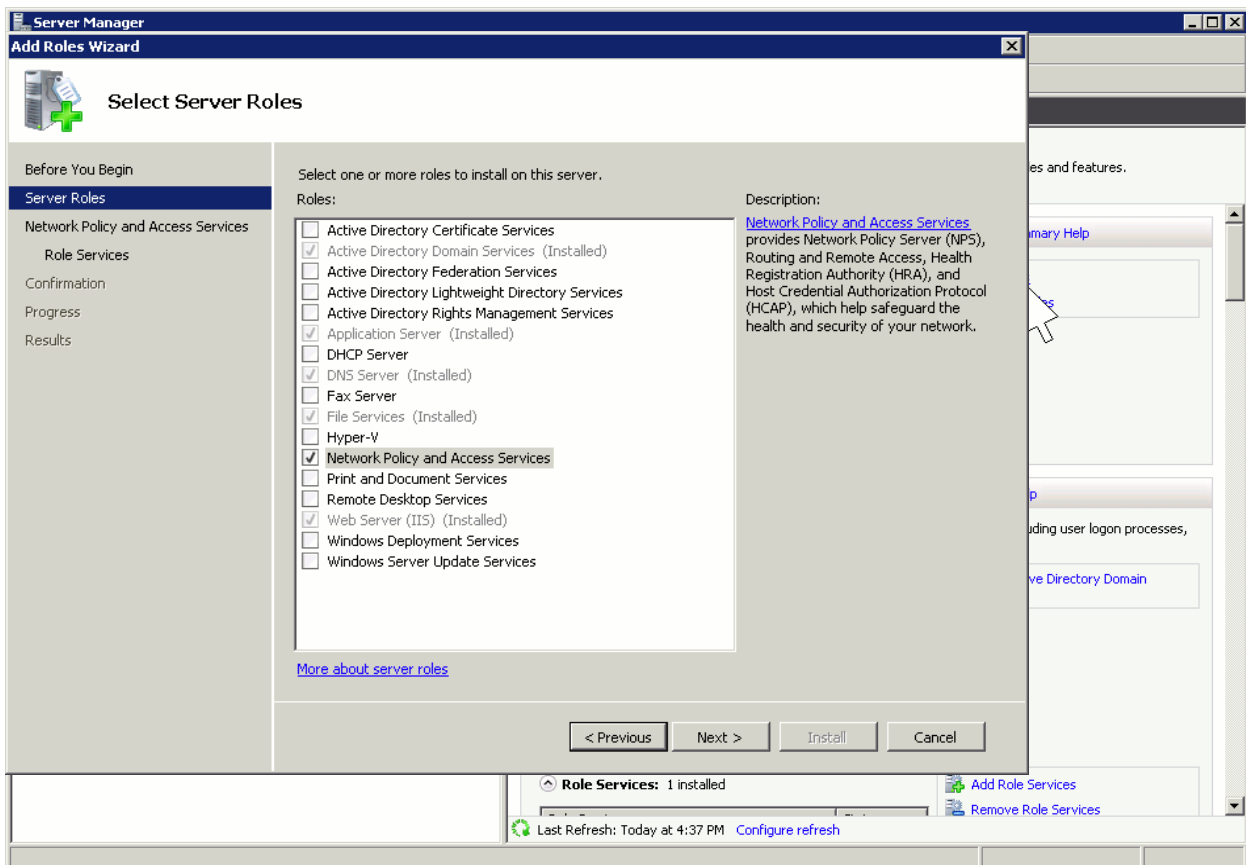 Server Manager
Add Roles Wizard
Select Server Roles
Before You Begin
Server Roles
Network Policy and Access Services
Role Services
Confirmation
Progress
Results
Select one or more roles to install on this server.
Roles:
Active Directory Certificate Services
Active Directory Domain Services (Installed)
Active Directory Federation Services
Active Directory Lightweight Directory Services
Active Directory Rights Management Services
Application Server (Installed)
DHCP Server
DNS Server (Installed)
Fax Server
File Services (Installed)
Hyper-V
Network Policy and Access Services
Print and Document Services
Remote Desktop Services
Web Server (IIS) (Installed)
Windows Deployment Services
Windows Server Update Services
More about server roles
Description:
Network Policy and Access Services
provides Network Policy Server (NPS),
Routing and Remote Access, Health
Registration Authority (HRA), and
Host Credential Authorization Protocol
(HCAP), which help safeguard the
health and security of your network.
< Previous
Next >
Install
Cancel
and features.
Help
user logon processes,
Directory Domain
Role Services: 1 installed
Add Role Services
Remove Role Services
Last Refresh: Today at 4:37 PM Configure refresh